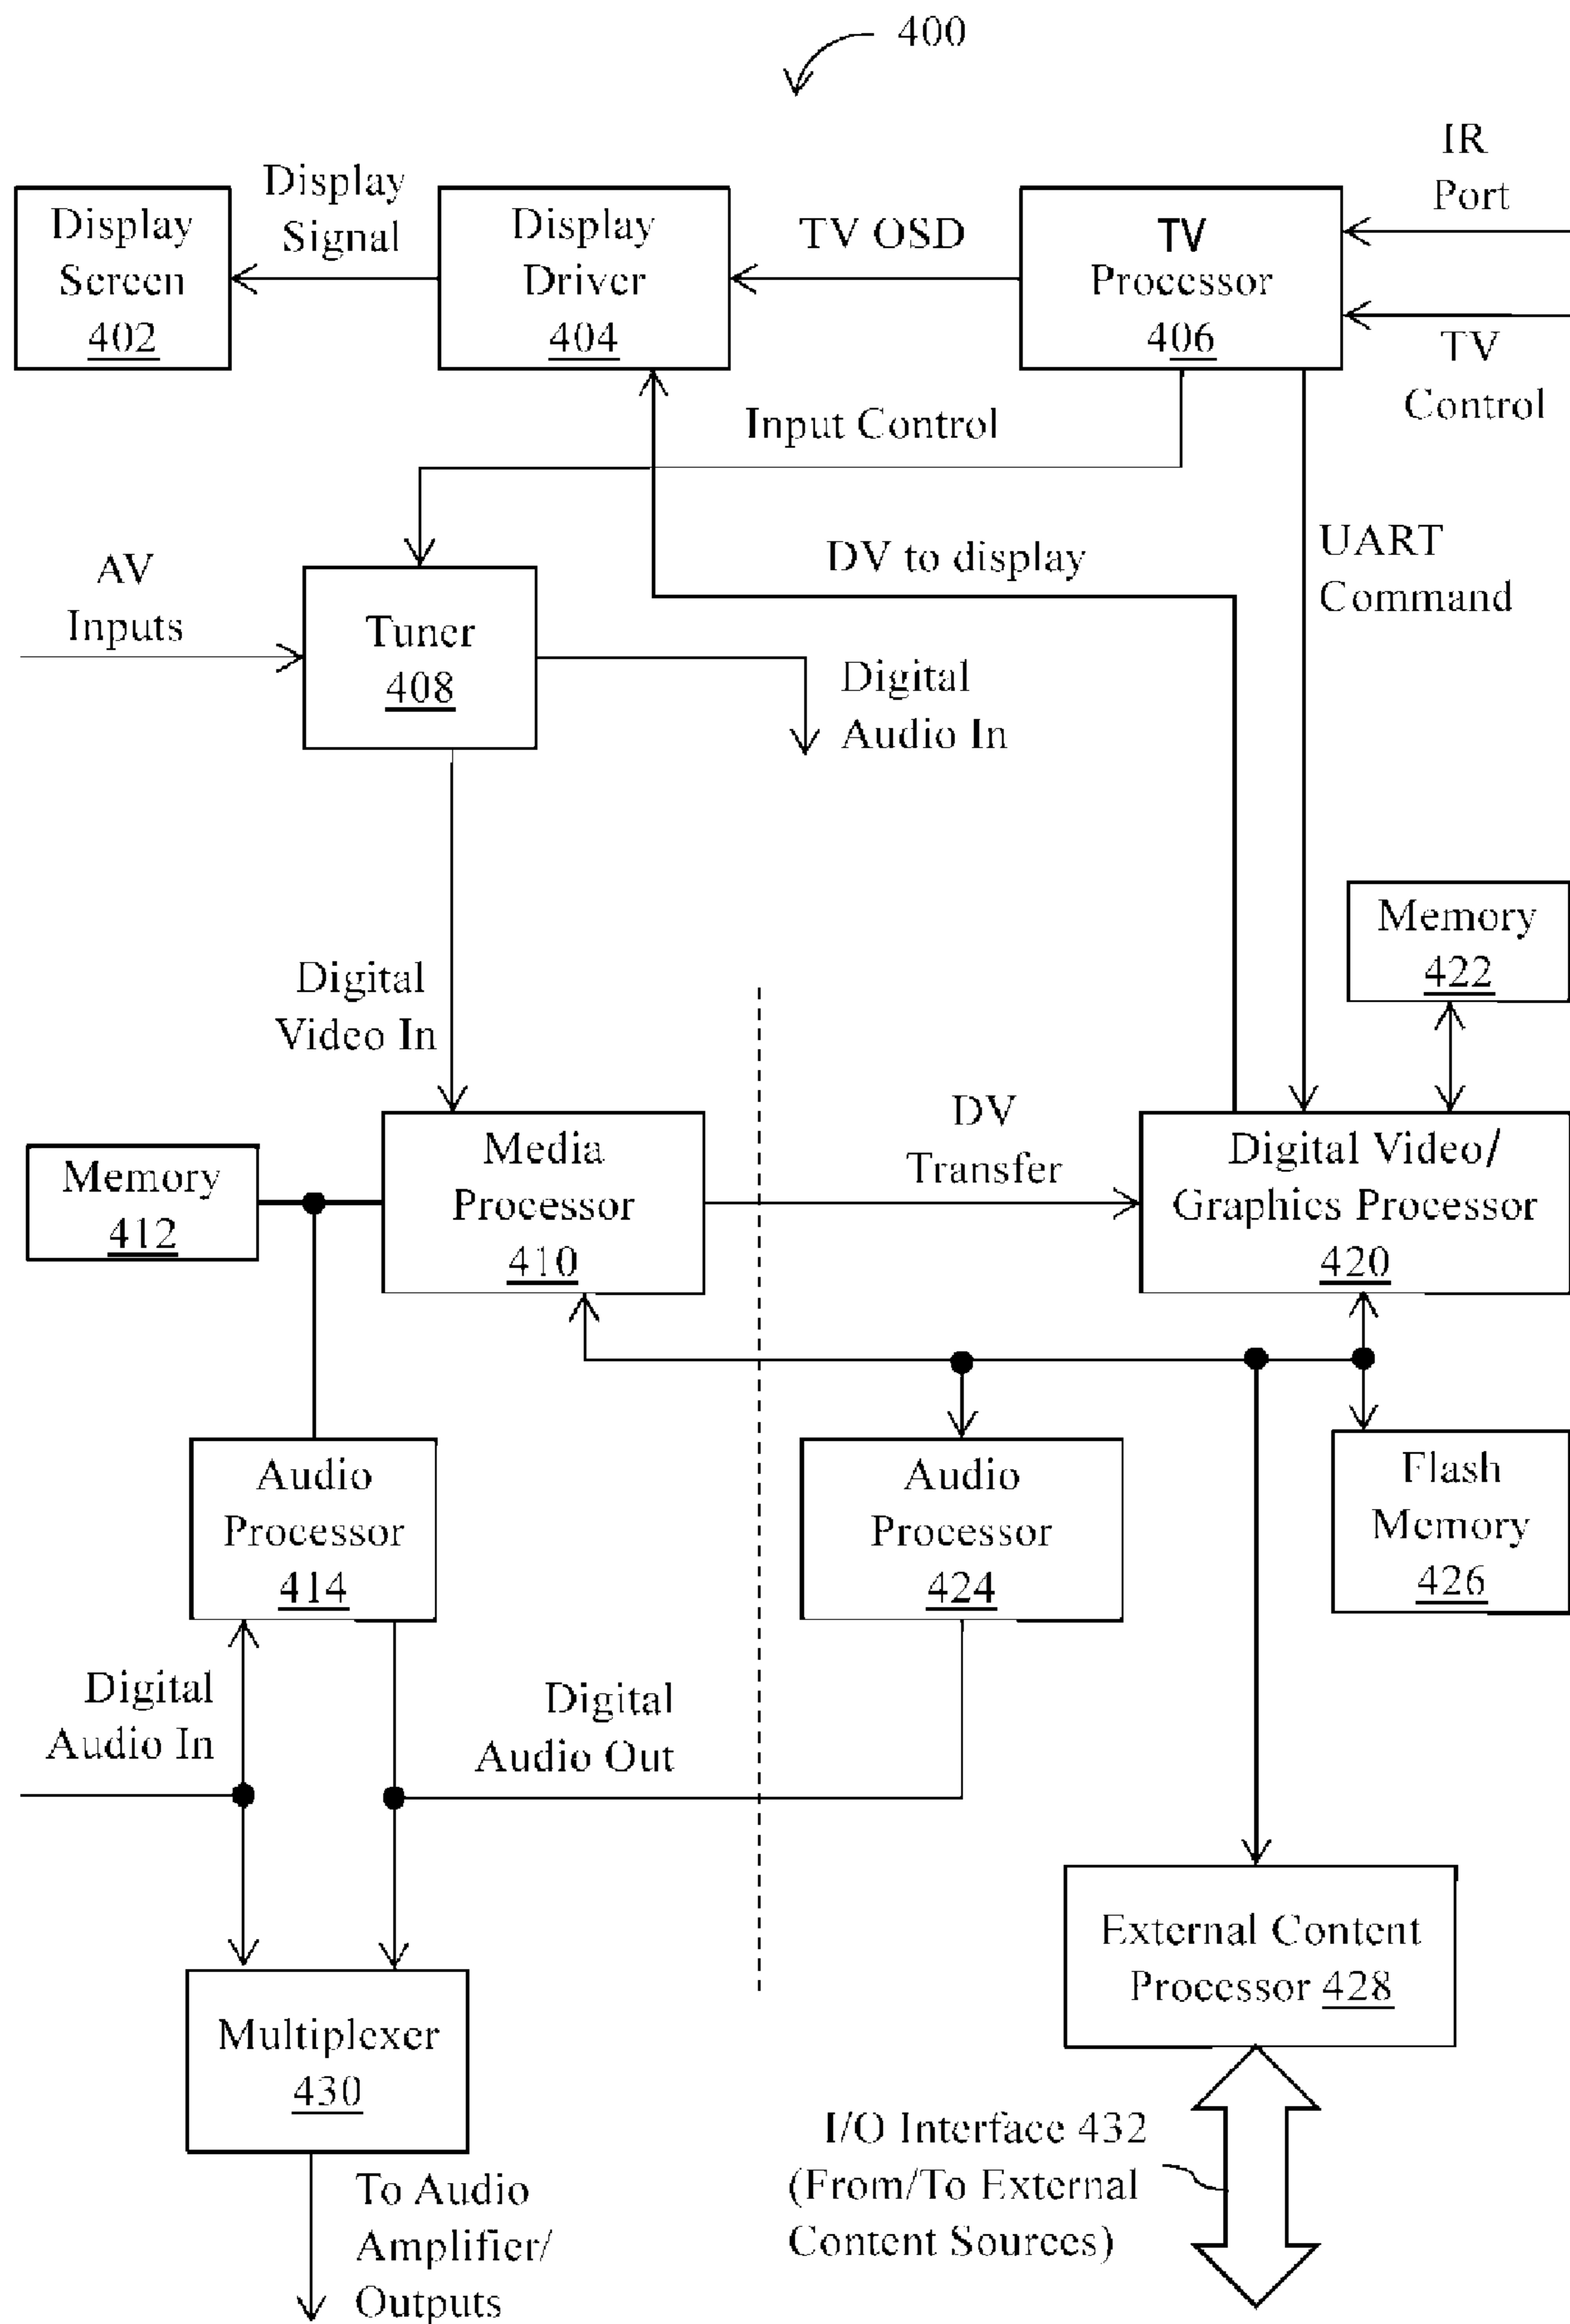 400
IR
Port
Display
Signal
Display
Screen
402
Display
Driver
404
TV OSD
TV
Processor
406
TV
Control
Input Control
AV
Inputs
DV to display
UART
Command
Tuner
408
Digital
Audio In
Memory
422
Digital
Video In
DV
Transfer
Memory
412
Media
Processor
410
Digital Video/
Graphics Processor
420
Audio
Processor
414
Audio
Processor
424
Flash
Memory
426
Digital
Audio In
Digital
Audio Out
External Content
Processor 428
Multiplexer
430
I/O Interface 432
(From/To External
Content Sources)
To Audio
Amplifier/
Outputs